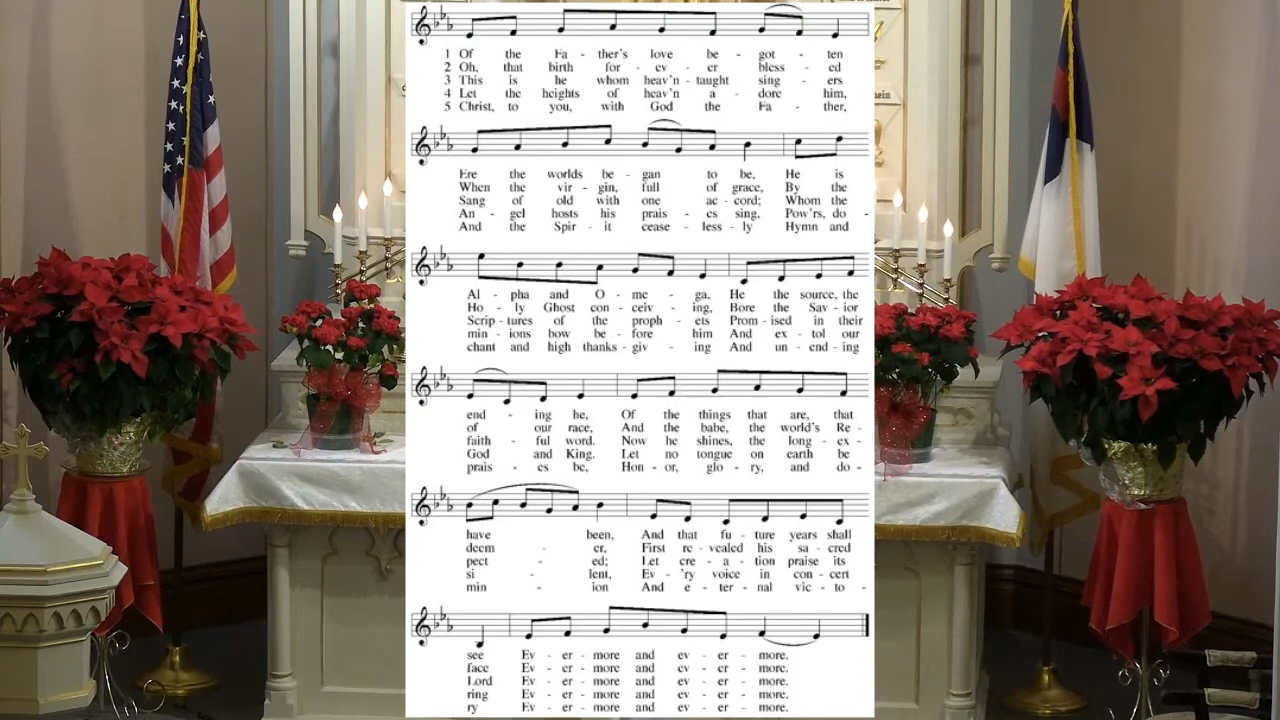 1 Of the Fa - ther's love be - got - ten
2 Oh, that birth for - ev - er bless - ed
3 This is he whom heav'n - taught sing - ers
4 Let the heights of heav'n a - dore him,
5 Christ, to you, with God the Fa - ther,
Ere the worlds be - gan to be, He is
When the vir - gin, full of grace, By the
Sang of old with one ac - cord; Whom the
An - gel hosts his prais - es sing, Pow'rs, do -
And the Spir - it cease - less - ly Hymn and
Al - pha and O - me - ga, He the source, the
Ho - ly Ghost con - ceiv - ing, Bore the Sav - ior
Scrip - tures of the proph - ets Prom - ised in their
min - ions bow be - fore him And ex - tol our
chant and high thanks - giv - ing And un - end - ing
end - ing he, Of the things that are, that
of our race, And the babe, the world's Re -
faith - ful word. Now he shines, the long - ex -
God and King. Let no tongue on earth be
prais - es be, Hon - or, glo - ry, and do -
have been, And that fu - ture years shall
deem - er, First re - vealed his sa - cred
pect - ed; Let cre - a - tion praise its
si - lent, Ev - 'ry voice in con - cert
min - ion And e - ter - nal vic - to -
see Ev - er - more and ev - er - more.
face Ev - er - more and ev - er - more.
Lord Ev - er - more and ev - er - more.
ring Ev - er - more and ev - er - more.
ry Ev - er - more and ev - er - more.